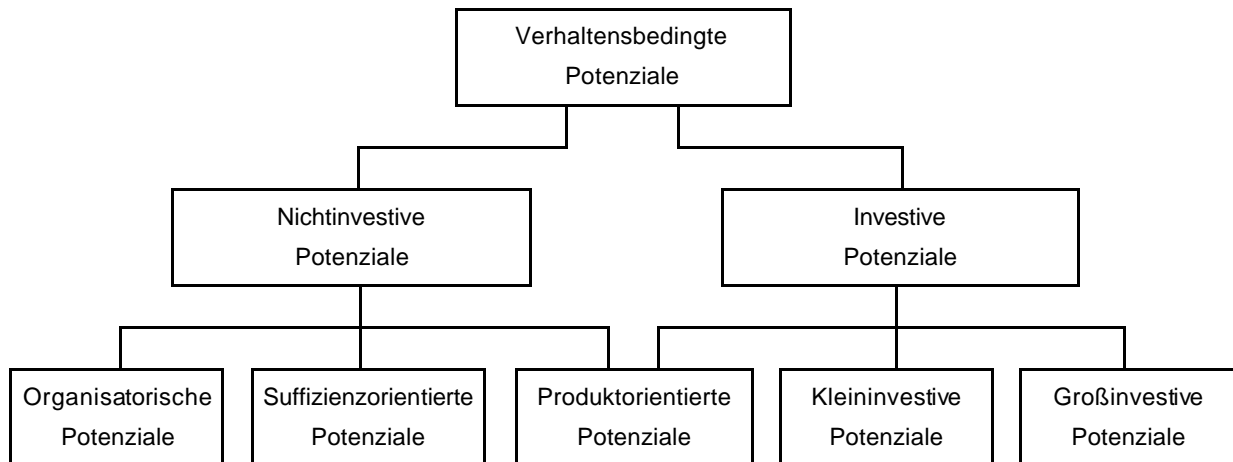 Verhaltensbedingte
Potenziale
Nichtinvestive
Potenziale
Investive
Potenziale
Organisatorische
Potenziale
Suffizienzorientierte
Potenziale
Produktorientierte
Potenziale
Kleininvestive
Potenziale
Großinvestive
Potenziale